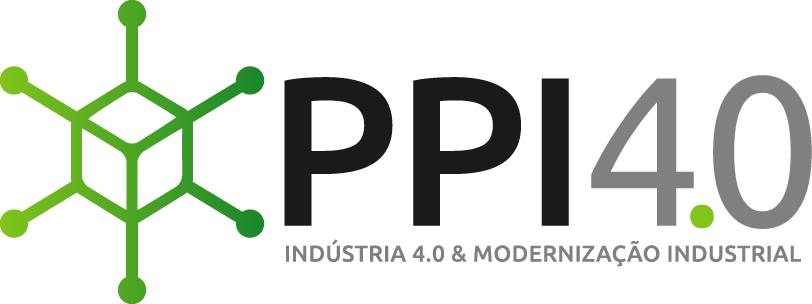 PPI4.0
INDÚSTRIA 4.0 & MODERNIZAÇÃO INDUSTRIAL